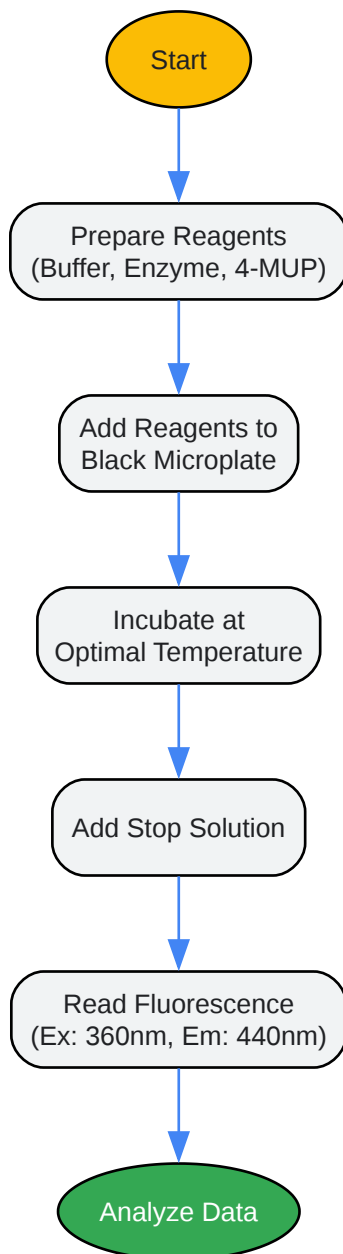 Start
Prepare Reagents
(Buffer, Enzyme, 4-MUP)
Add Reagents to
Black Microplate
Incubate at
Optimal Temperature
Add Stop Solution
Read Fluorescence
(Ex: 360nm, Em: 440nm)
Analyze Data